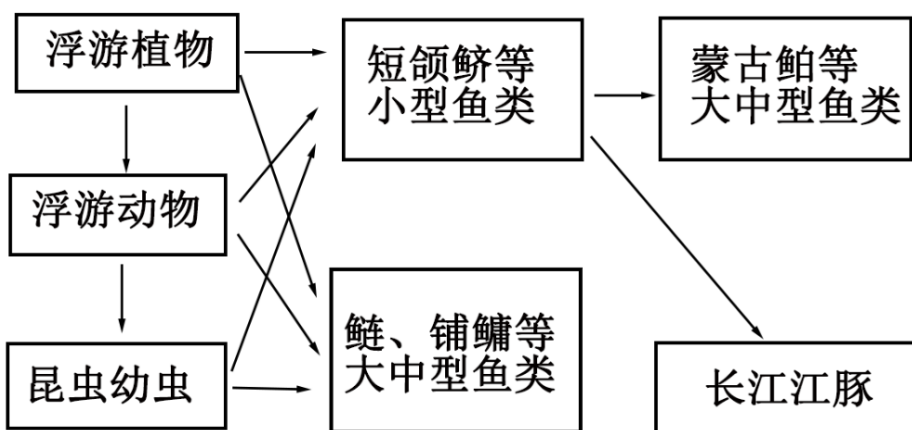 浮游植物
短颌鲚等
小型鱼类
蒙古鲌等
大中型鱼类
浮游动物
鲢、铺鳙等
大中型鱼类
昆虫幼虫
长江江豚